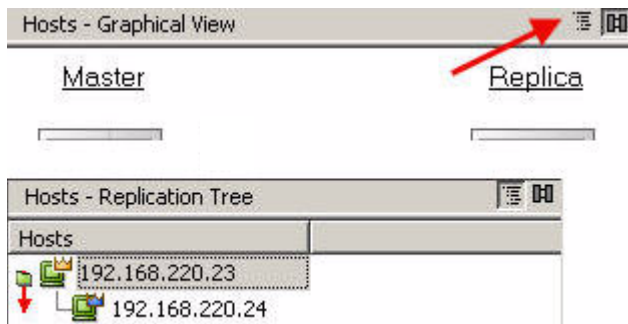 Hosts - Graphical View
Master Replica
Hosts - Replication Tree
Hosts
192.168.220.23
192.168.220.24